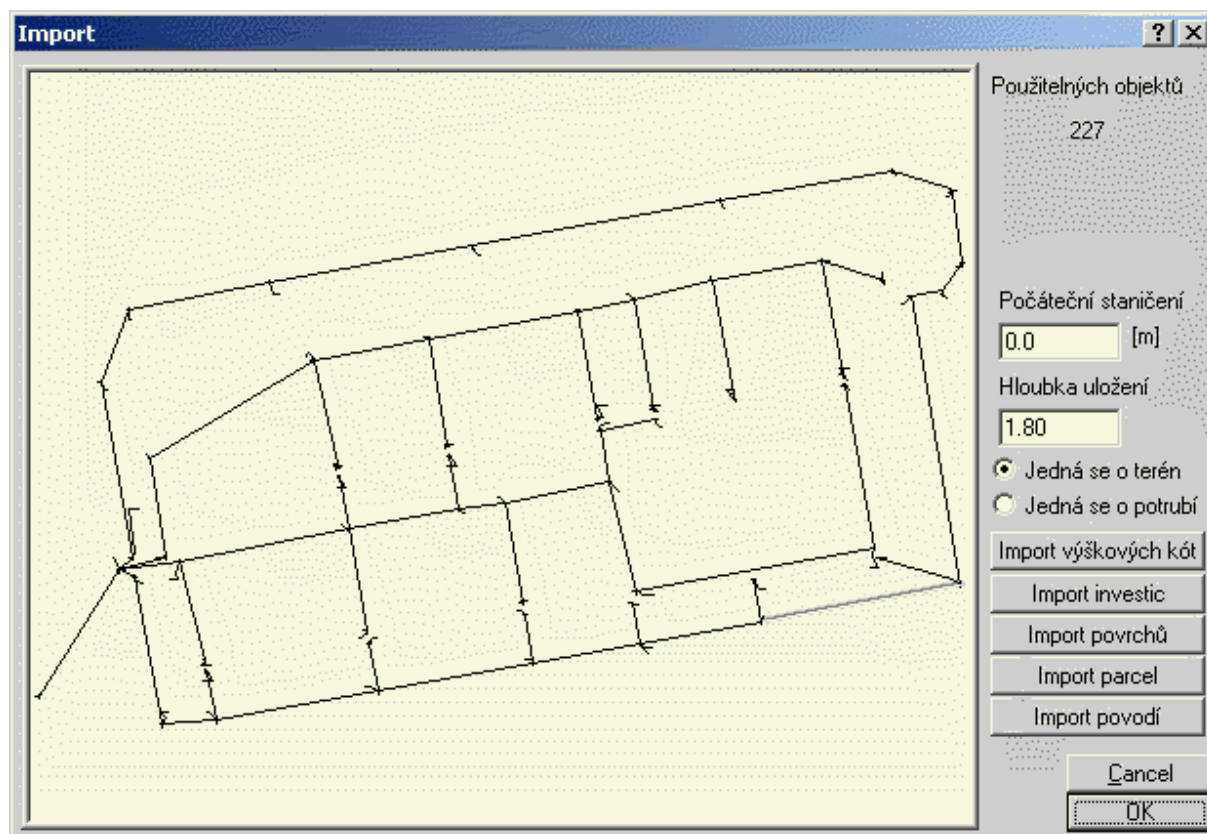 Import
Použitelných objektů
227
Počáteční staničení
0.0 [m]
Hloubka uložení
1.80
Jedná se o terén
Jedná se o potrubí
Import výškových kót
Import investic
Import povrchů
Import parcel
Import povodí
Cancel
OK